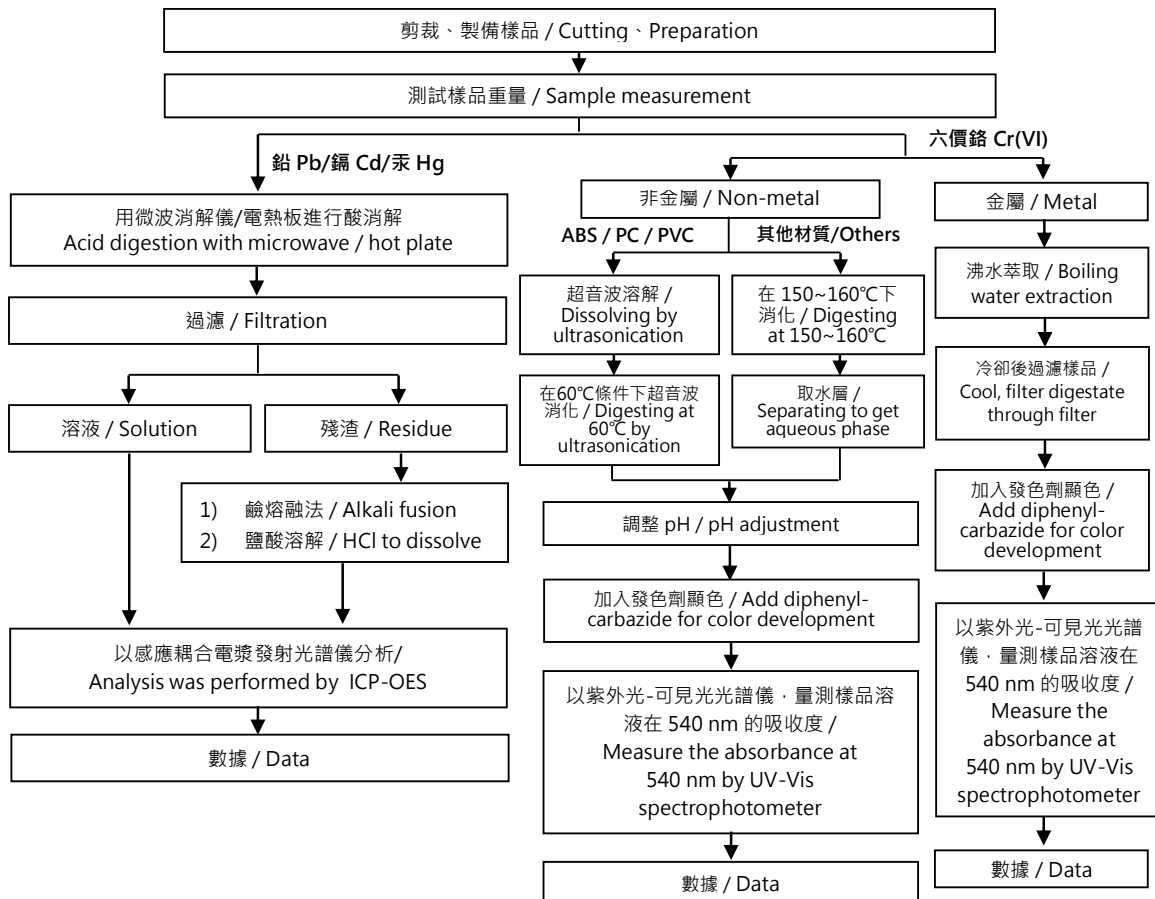 剪裁、製備樣品 / Cutting、Preparation
測試樣品重量 / Sample measurement
鉛 Pb/鎘 Cd/汞 Hg
用微波消解儀/電熱板進行酸消解
Acid digestion with microwave / hot plate
過濾 / Filtration
溶液 / Solution
殘渣 / Residue
1) 鹼熔融法 / Alkali fusion
2) 鹽酸溶解 / HCl to dissolve
以感應耦合電漿發射光譜儀分析/
Analysis was performed by ICP-OES
數據 / Data
六價鉻 Cr(VI)
非金屬 / Non-metal
ABS / PC / PVC
其他材質/Others
超音波溶解 /
Dissolving by
ultrasonication
在60℃條件下超音波
消化 / Digesting at
60℃ by
ultrasonication
在 150~160℃下
消化 / Digesting
at 150~160℃
取水層 /
Separating to get
aqueous phase
調整 pH / pH adjustment
加入發色劑顯色 / Add diphenyl-
carbazide for color development
以紫外光-可見光光譜儀，量測樣品溶
液在 540 nm 的吸收度 /
Measure the absorbance at
540 nm by UV-Vis
spectrophotometer
數據 / Data
金屬 / Metal
沸水萃取 / Boiling
water extraction
冷卻後過濾樣品 /
Cool, filter digestate
through filter
加入發色劑顯色 /
Add diphenyl-
carbazide for color
development
以紫外光-可見光光譜
儀，量測樣品溶液在
540 nm 的吸收度 /
Measure the
absorbance at
540 nm by UV-Vis
spectrophotometer
數據 / Data